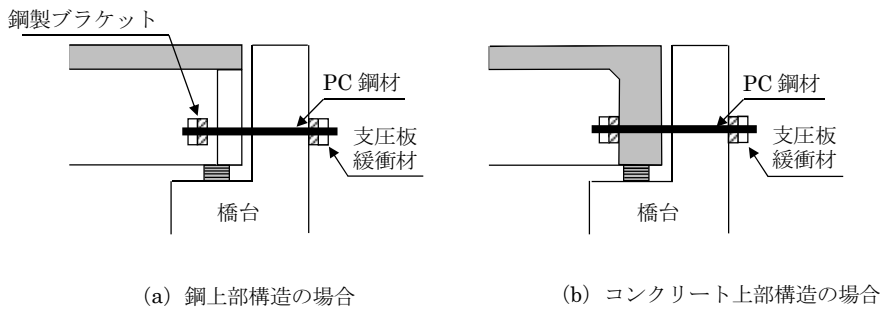 鋼製ブラケット
PC 鋼材
支圧板
緩衝材
橋台
(a) 鋼上部構造の場合
PC 鋼材
支圧板
緩衝材
橋台
(b) コンクリート上部構造の場合